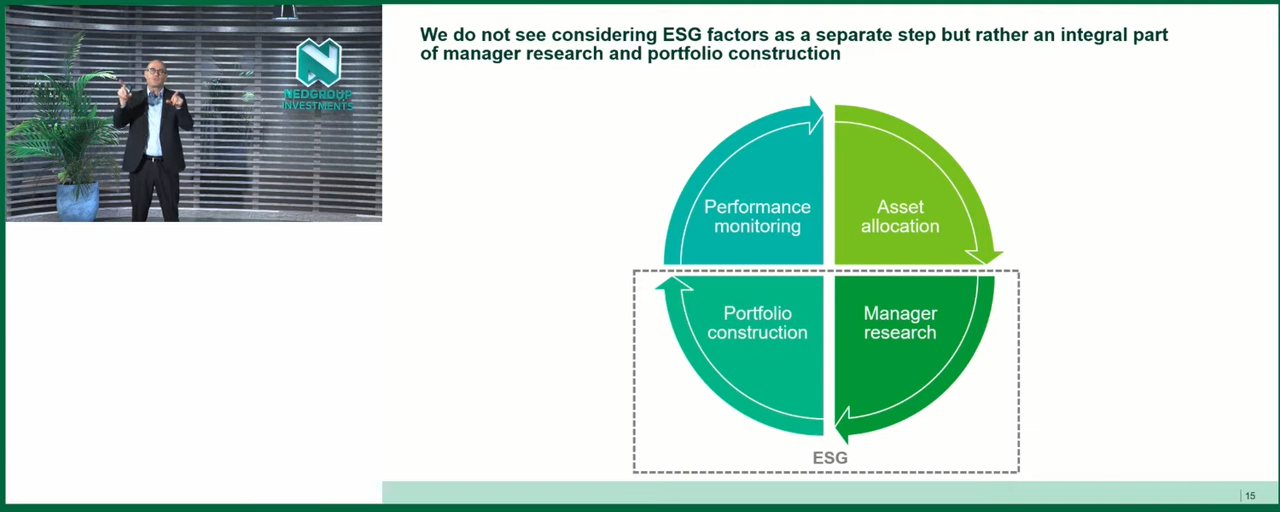 We do not see considering ESG factors as a separate step but rather an integral part
of manager research and portfolio construction
NEDGROUP
INVESTMENTS
Performance
monitoring
Asset
allocation
Portfolio
construction
Manager
research
ESG
15